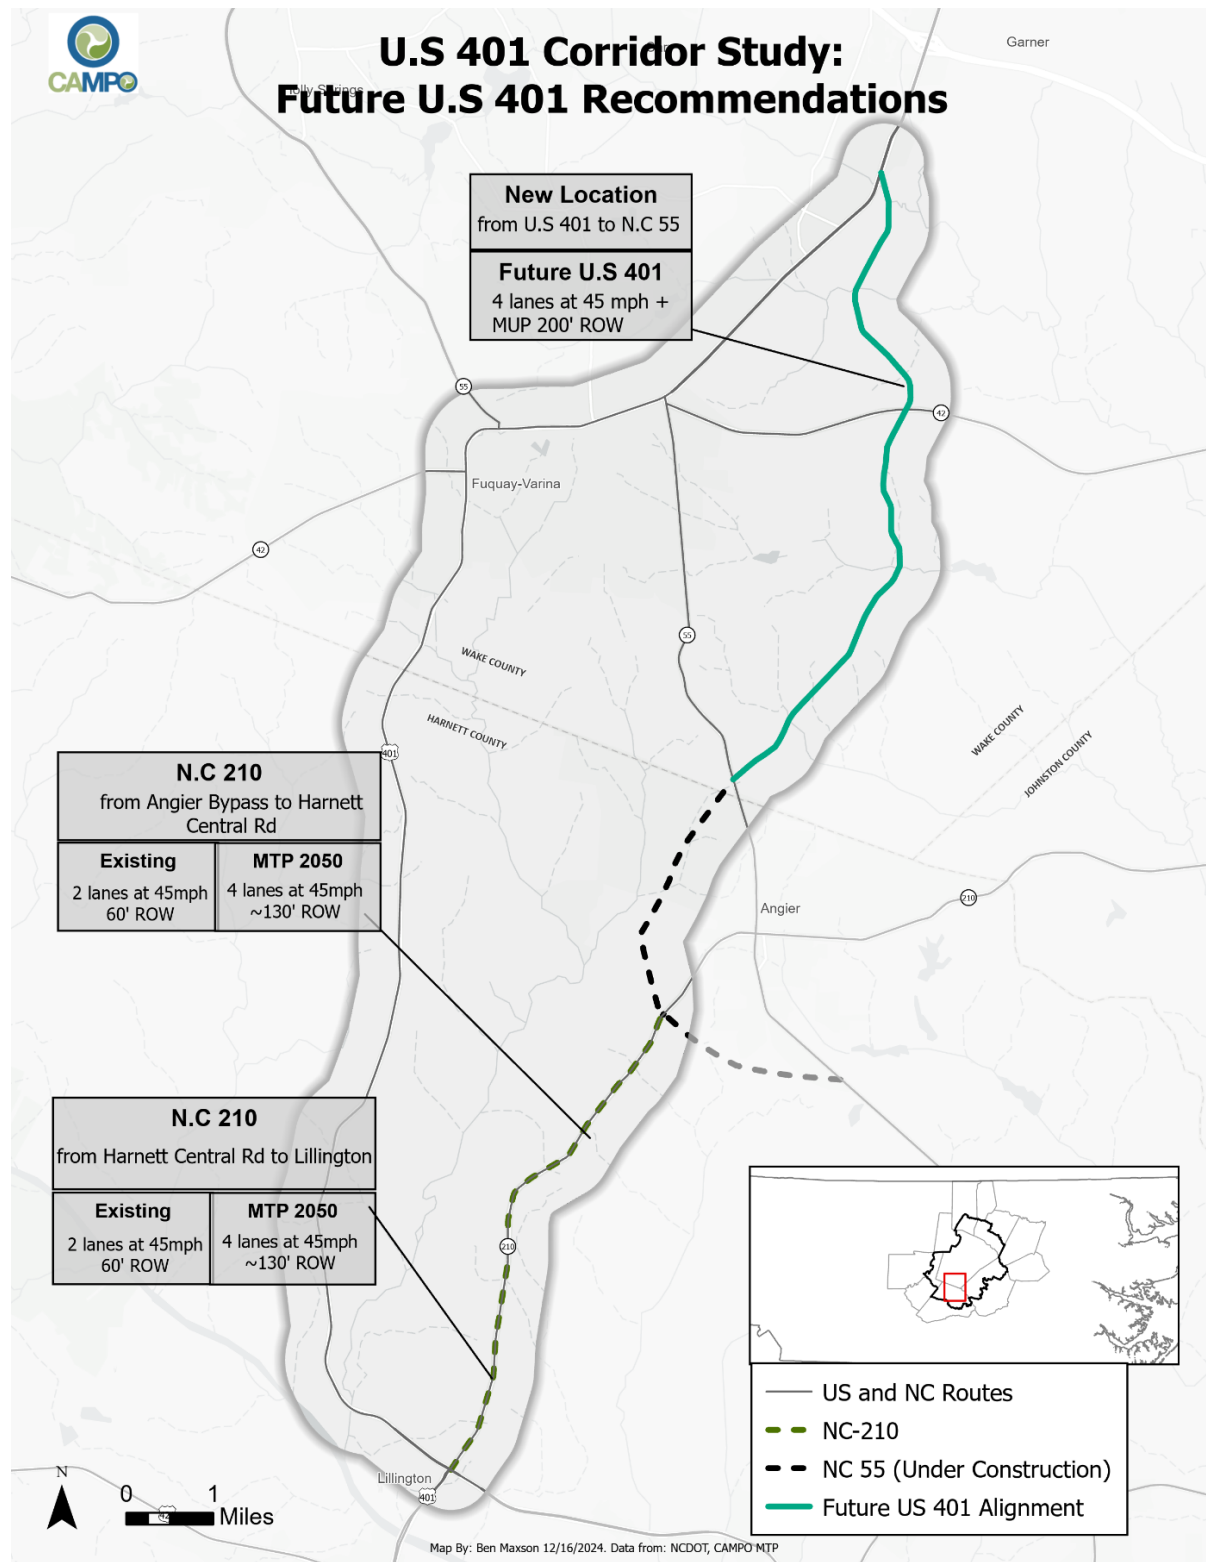 CAMPO
U.S 401 Corridor Study:
Future U.S 401 Recommendations
Garner
Holly Springs
New Location
from U.S 401 to N.C 55
Future U.S 401
4 lanes at 45 mph +
MUP 200' ROW
55
42
Fuquay-Varina
42
55
WAKE COUNTY
HARNETT COUNTY
WAKE COUNTY
JOHNSTON COUNTY
401
N.C 210
from Angier Bypass to Harnett
Central Rd
Existing
2 lanes at 45mph
60' ROW
MTP 2050
4 lanes at 45mph
~130' ROW
210
Angier
N.C 210
from Harnett Central Rd to Lillington
Existing
2 lanes at 45mph
60' ROW
MTP 2050
4 lanes at 45mph
~130' ROW
210
US and NC Routes
NC-210
NC 55 (Under Construction)
Future US 401 Alignment
Lillington
401
N
0 1
Miles
Map By: Ben Maxson 12/16/2024. Data from: NCDOT, CAMPO MTP